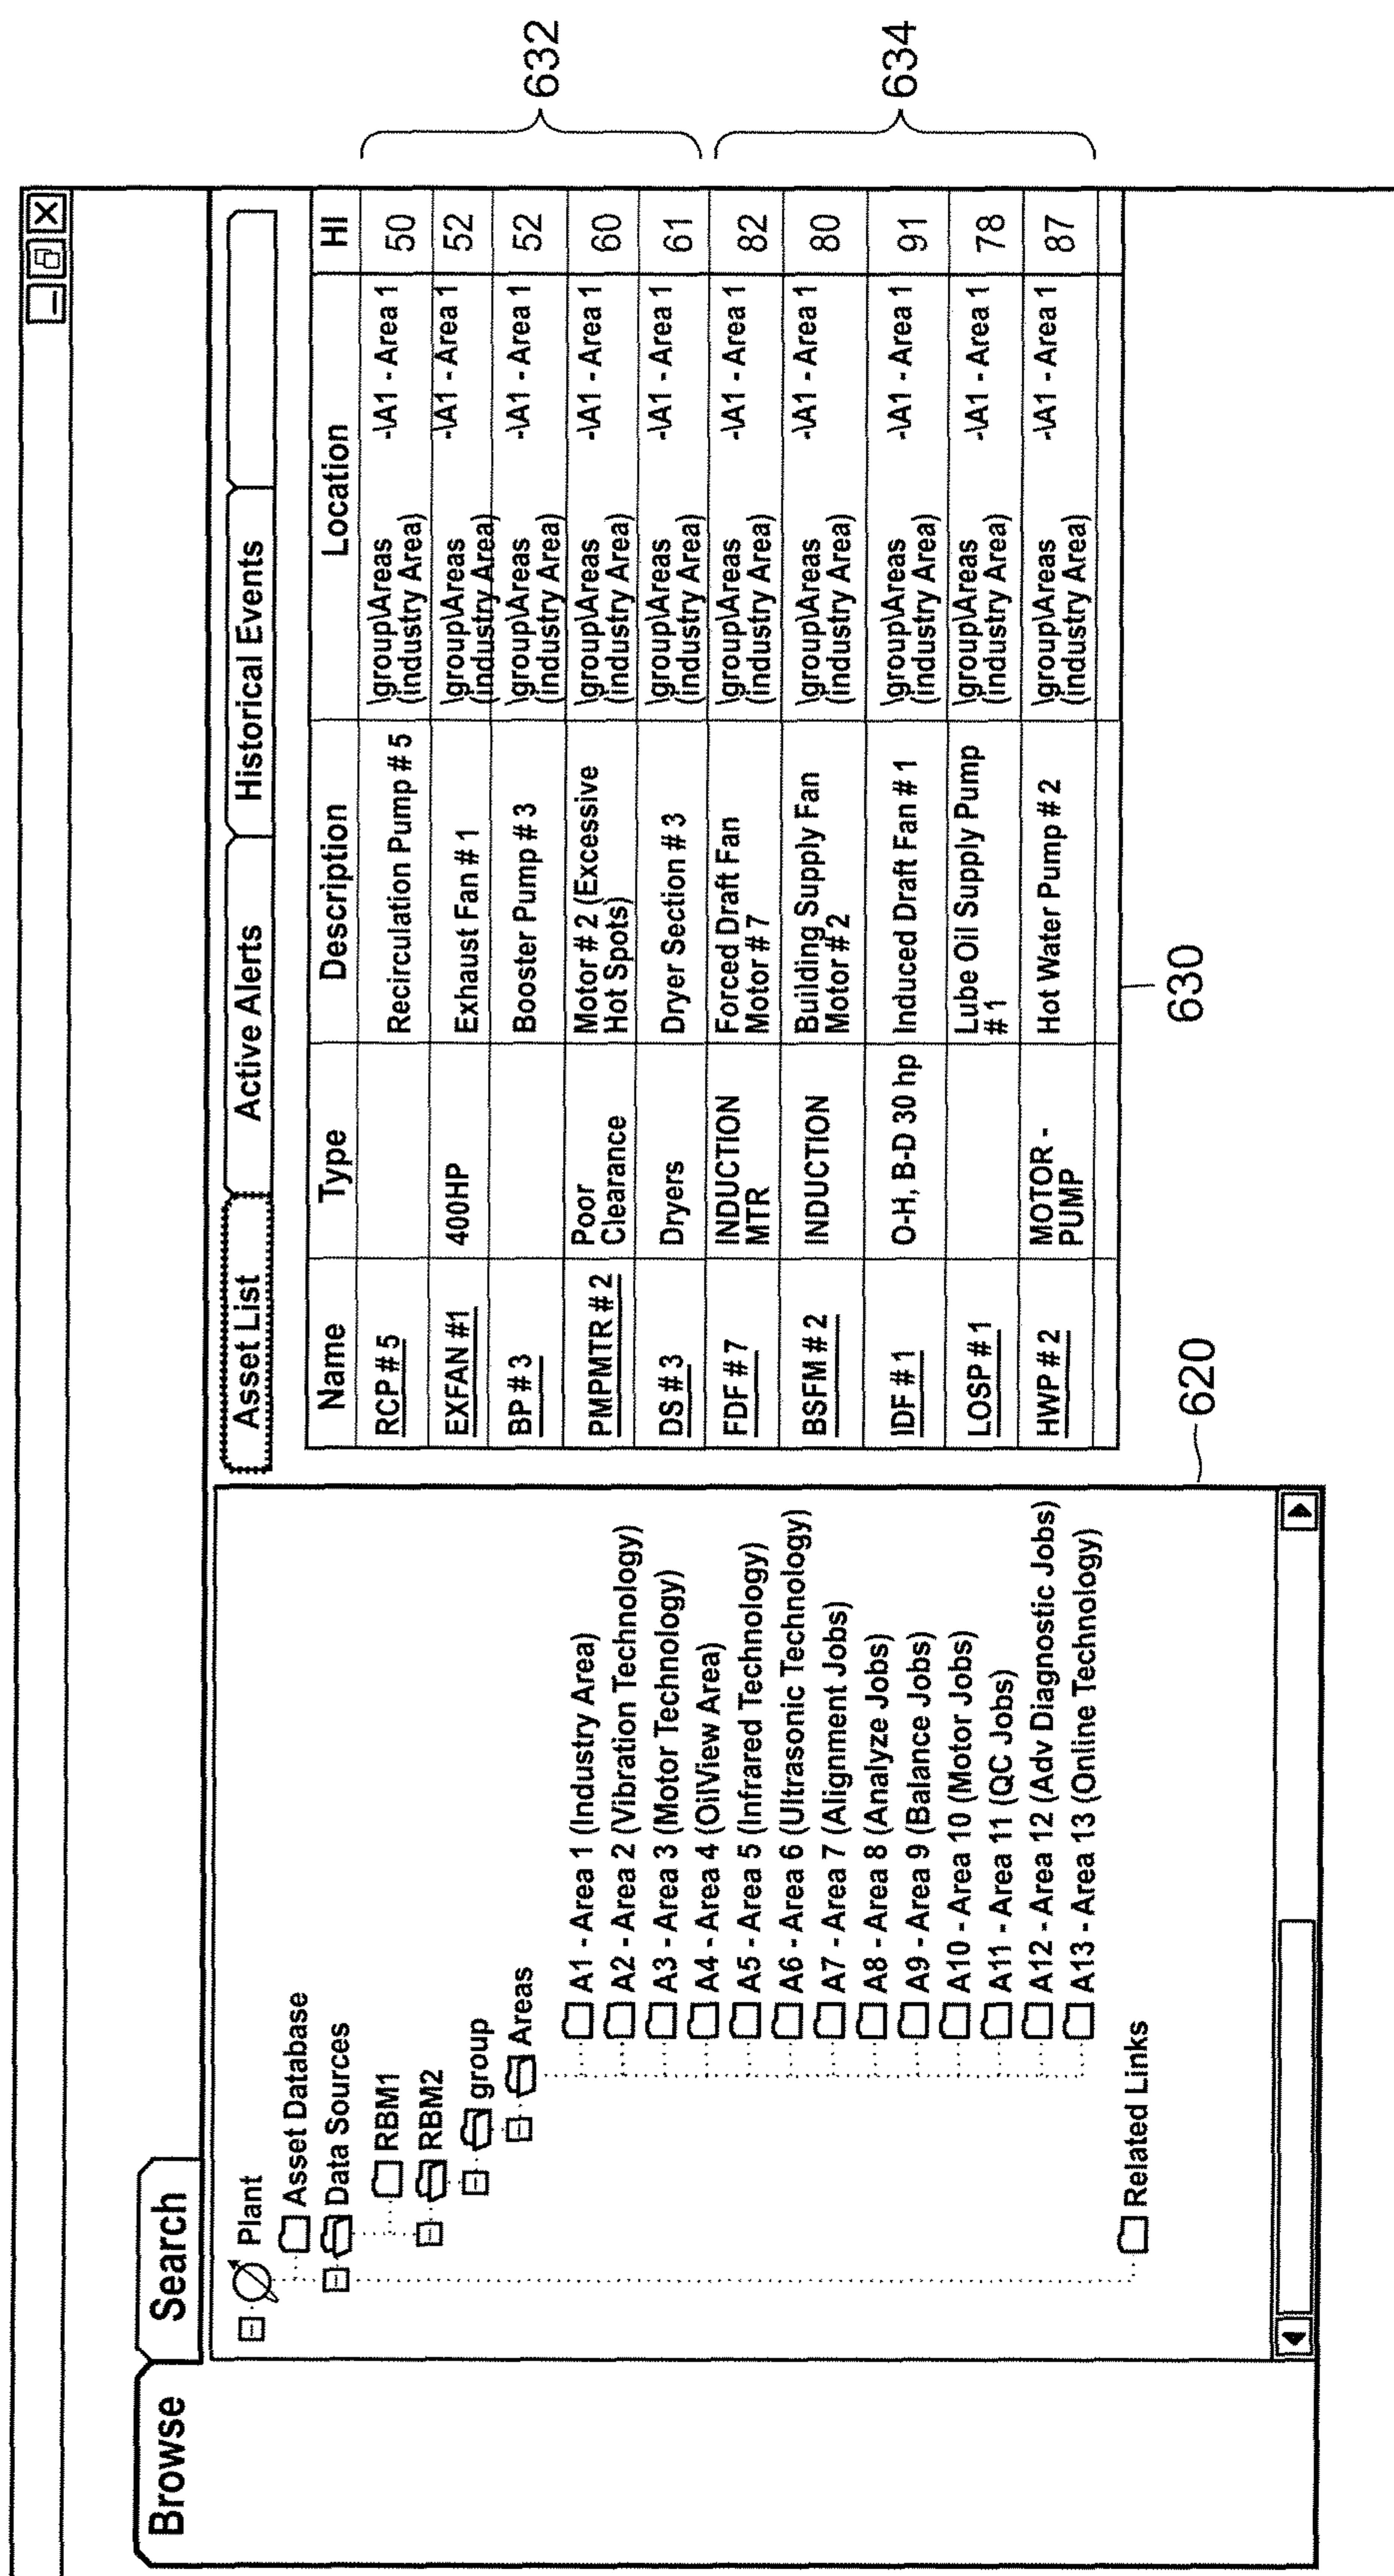 Browse
Search
Plant
Asset Database
Data Sources
RBM1
RBM2
group
Areas
A1 - Area 1 (Industry Area)
A2 - Area 2 (Vibration Technology)
A3 - Area 3 (Motor Technology)
A4 - Area 4 (OilView Area)
A5 - Area 5 (Infrared Technology)
A6 - Area 6 (Ultrasonic Technology)
A7 - Area 7 (Alignment Jobs)
A8 - Area 8 (Analyze Jobs)
A9 - Area 9 (Balance Jobs)
A10 - Area 10 (Motor Jobs)
A11 - Area 11 (QC Jobs)
A12 - Area 12 (Adv Diagnostic Jobs)
A13 - Area 13 (Online Technology)
Related Links
620
Asset List Active Alerts Historical Events
Name Type Description Location HI
RCP # 5 Recirculation Pump # 5 \group\Areas -\A1 - Area 1 50
(industry Area)
EXFAN #1 400HP Exhaust Fan # 1 \group\Areas -\A1 - Area 1 52
(industry Area)
BP # 3 Booster Pump # 3 \group\Areas -\A1 - Area 1 52
(industry Area)
PMPMTR # 2 Poor Motor # 2 (Excessive \group\Areas -\A1 - Area 1 60
Clearance Hot Spots) (industry Area)
DS # 3 Dryers Dryer Section # 3 \group\Areas -\A1 - Area 1 61
(industry Area)
FDF # 7 INDUCTION Forced Draft Fan \group\Areas -\A1 - Area 1 82
MTR Motor # 7 (industry Area)
BSFM # 2 INDUCTION Building Supply Fan \group\Areas -\A1 - Area 1 80
Motor # 2 (industry Area)
IDF # 1 O-H, B-D 30 hp Induced Draft Fan # 1 \group\Areas -\A1 - Area 1 91
(industry Area)
LOSP # 1 Lube Oil Supply Pump \group\Areas -\A1 - Area 1 78
# 1 (industry Area)
HWP # 2 MOTOR - Hot Water Pump # 2 \group\Areas -\A1 - Area 1 87
PUMP (industry Area)
630
632
634